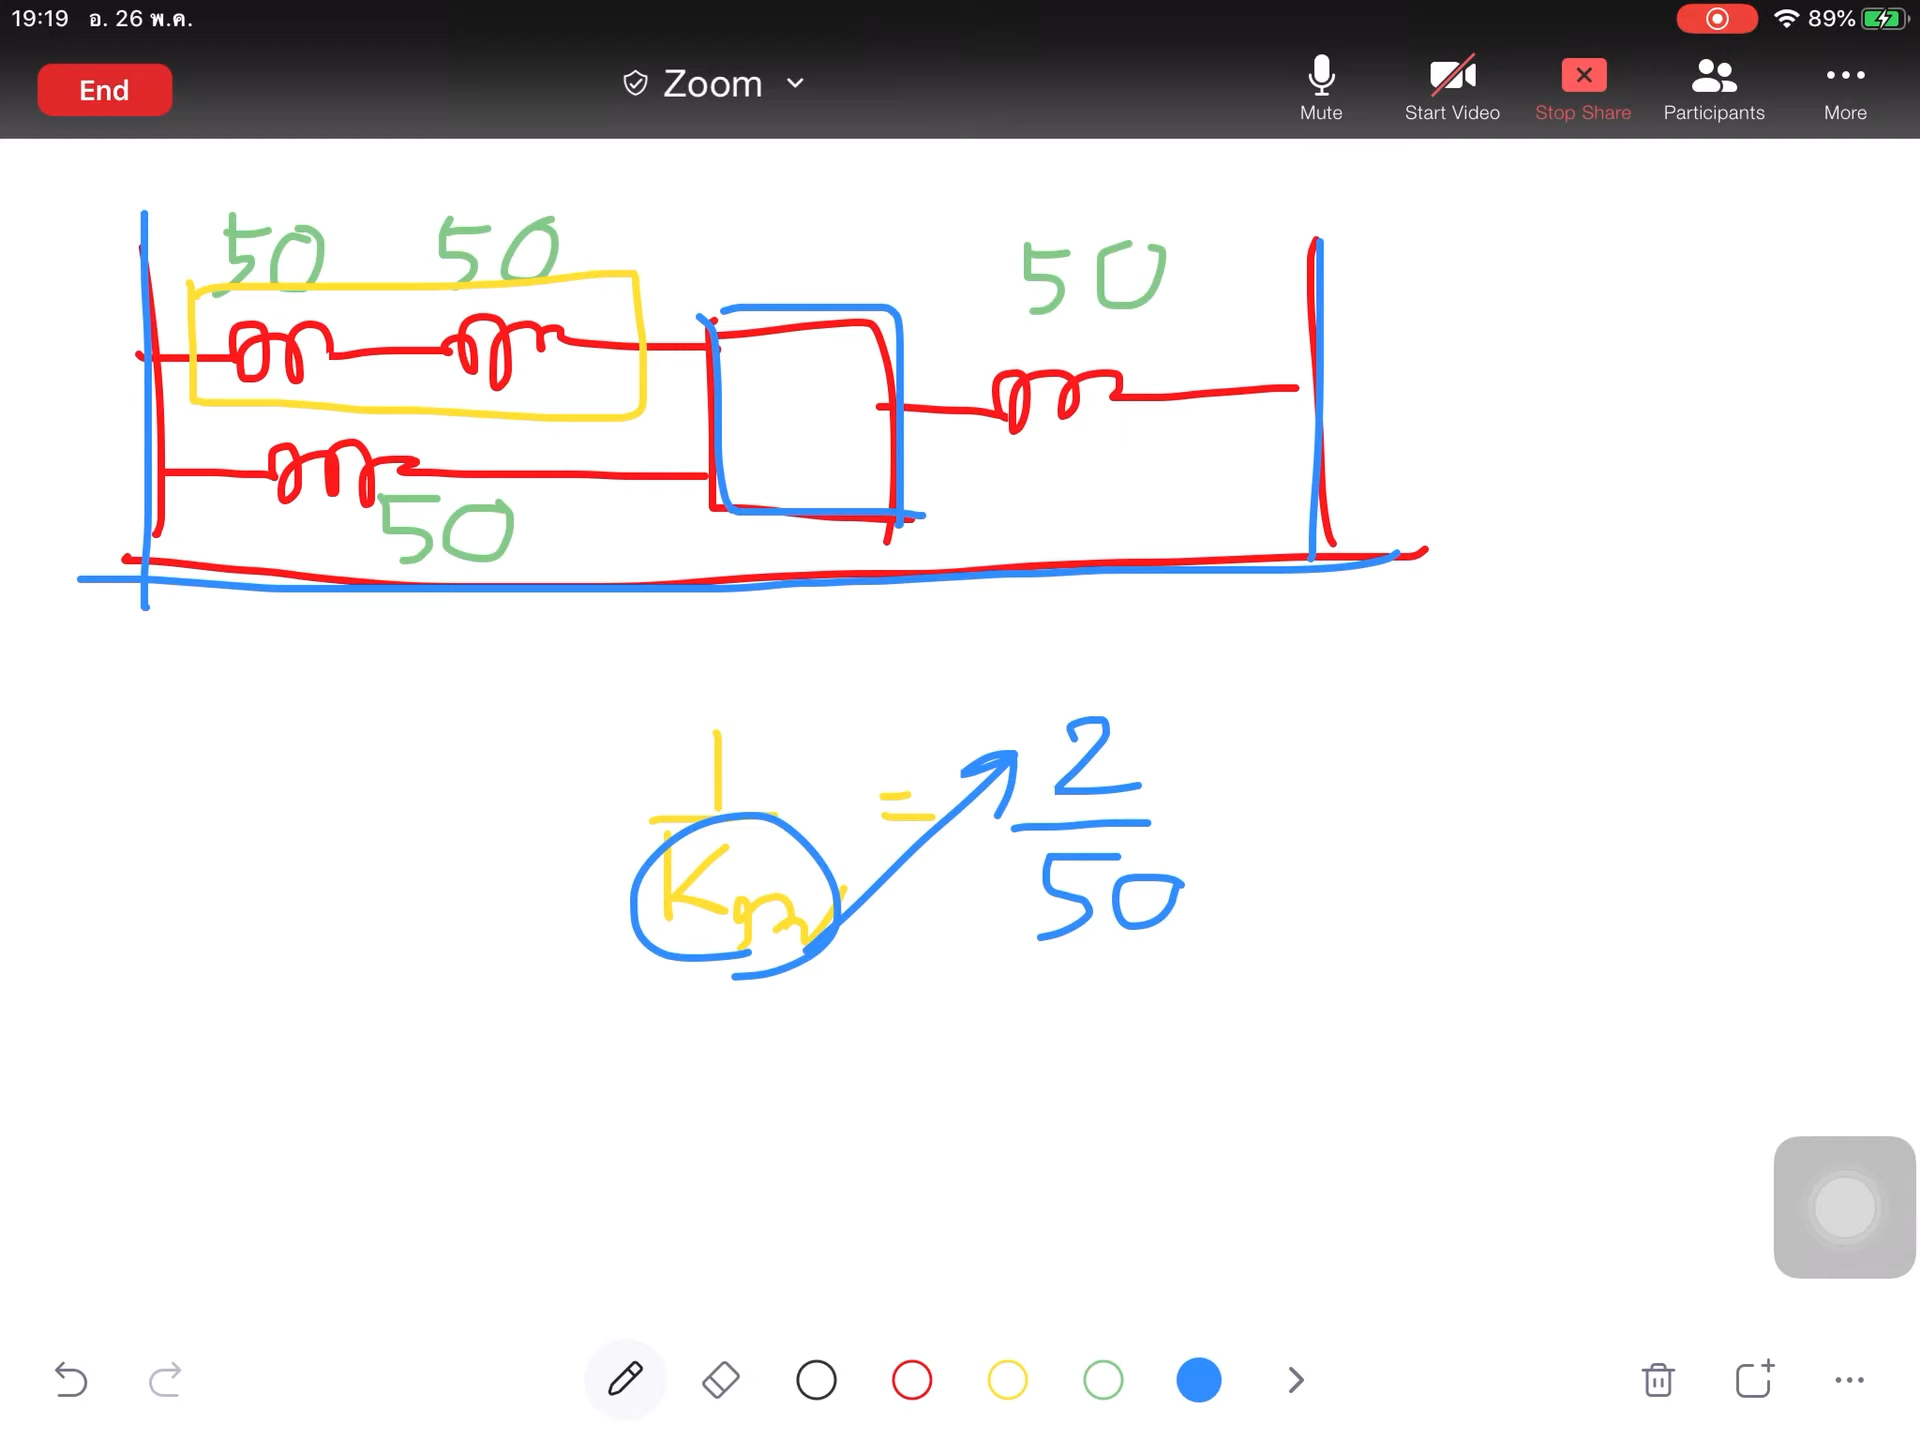 19:19 อ. 26 พ.ค.
89%
End
Zoom
Mute
Start Video
Stop Share
Participants
More
50 50 50
50
1 = 2
K 50